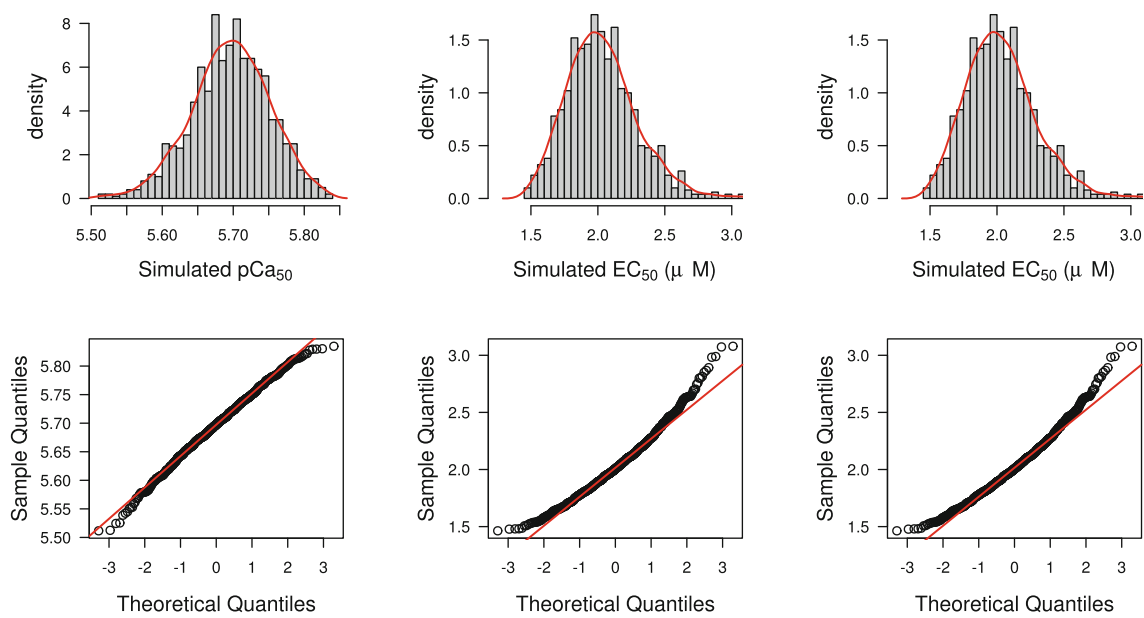 density
8
6
4
2
0
5.50 5.60 5.70 5.80
Simulated pCa50
density
1.5
1.0
0.5
0.0
1.5 2.0 2.5 3.0
Simulated EC50 (μ M)
density
1.5
1.0
0.5
0.0
1.5 2.0 2.5 3.0
Simulated EC50 (μ M)
Sample Quantiles
5.80
5.75
5.70
5.65
5.60
5.55
5.50
-3 -2 -1 0 1 2 3
Theoretical Quantiles
Sample Quantiles
3.0
2.5
2.0
1.5
-3 -2 -1 0 1 2 3
Theoretical Quantiles
Sample Quantiles
3.0
2.5
2.0
1.5
-3 -2 -1 0 1 2 3
Theoretical Quantiles